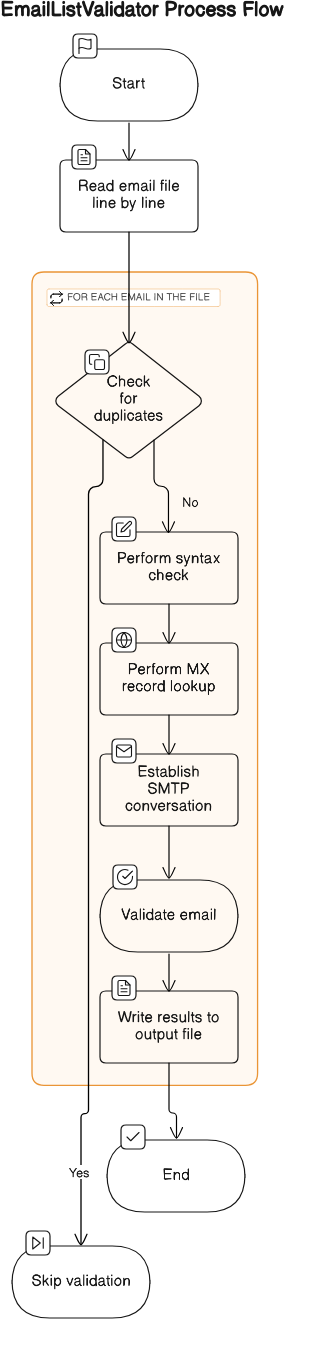 EmailListValidator Process Flow
Start
Read email file
line by line
FOR EACH EMAIL IN THE FILE
Check
for
duplicates
No
Perform syntax
check
Perform MX
record lookup
Establish
SMTP
conversation
Validate email
Write results to
output file
Yes
End
Skip validation